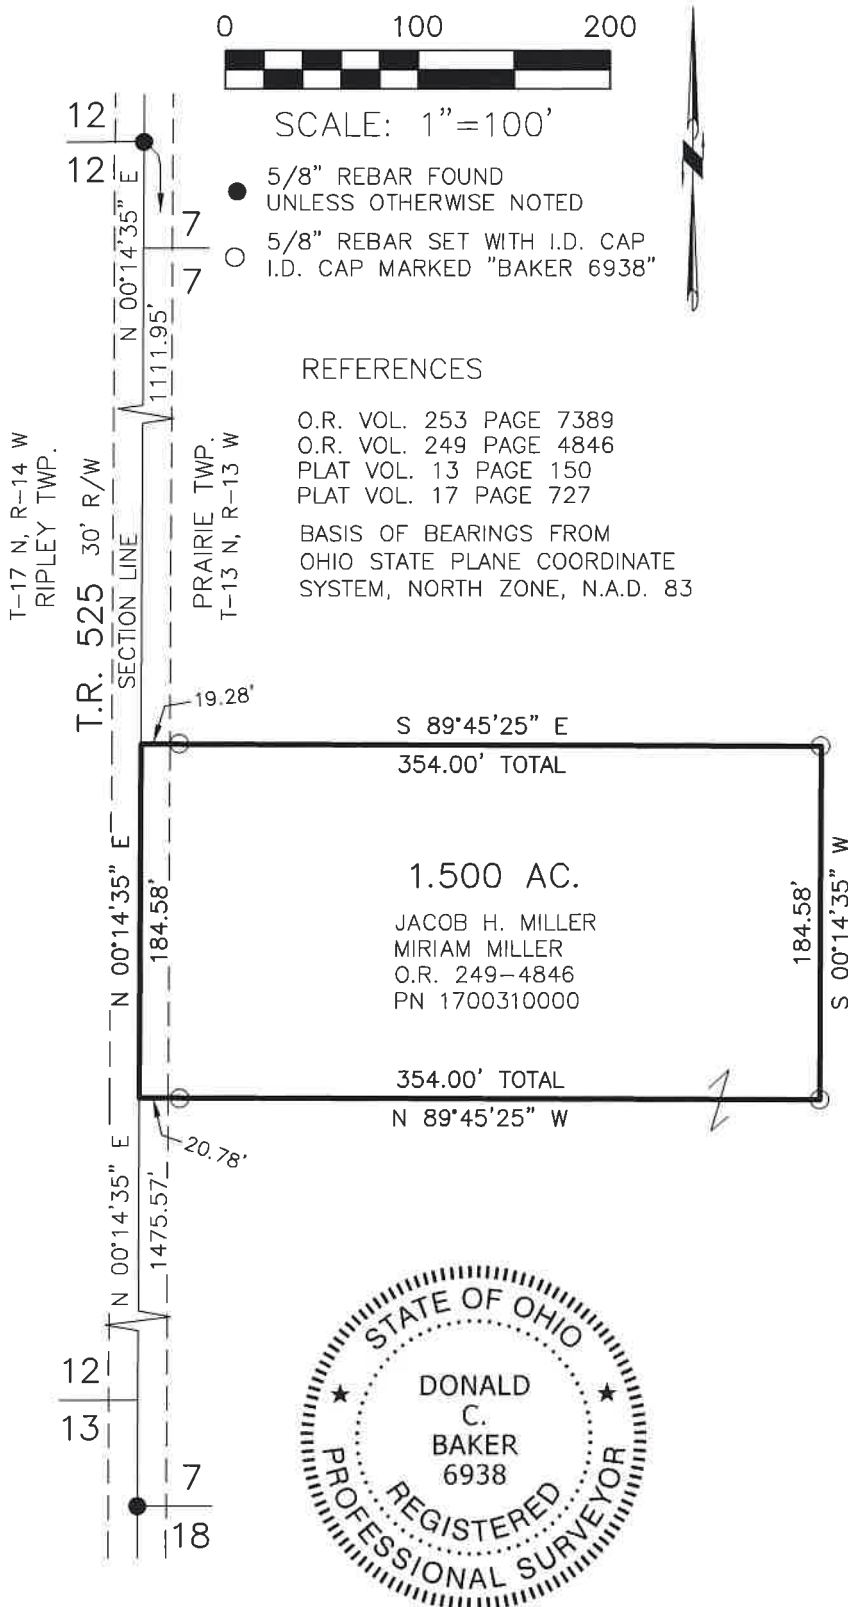 0 100 200
SCALE: 1"=100'
5/8" REBAR FOUND
UNLESS OTHERWISE NOTED
5/8" REBAR SET WITH I.D. CAP
I.D. CAP MARKED "BAKER 6938"
12
12
7
7
N 00°14'35" E
1111.95'
REFERENCES
O.R. VOL. 253 PAGE 7389
O.R. VOL. 249 PAGE 4846
PLAT VOL. 13 PAGE 150
PLAT VOL. 17 PAGE 727
BASIS OF BEARINGS FROM
OHIO STATE PLANE COORDINATE
SYSTEM, NORTH ZONE, N.A.D. 83
T-17 N, R-14 W
RIPLEY TWP.
T.R. 525 30' R/W
SECTION LINE
PRAIRIE TWP.
T-13 N, R-13 W
19.28'
S 89°45'25" E
354.00' TOTAL
N 00°14'35" E
184.58'
1.500 AC.
JACOB H. MILLER
MIRIAM MILLER
O.R. 249-4846
PN 1700310000
184.58'
S 00°14'35" W
354.00' TOTAL
N 89°45'25" W
20.78'
N 00°14'35" E
1475.57'
12
13
7
18
STATE OF OHIO
DONALD
C.
BAKER
6938
REGISTERED
PROFESSIONAL SURVEYOR